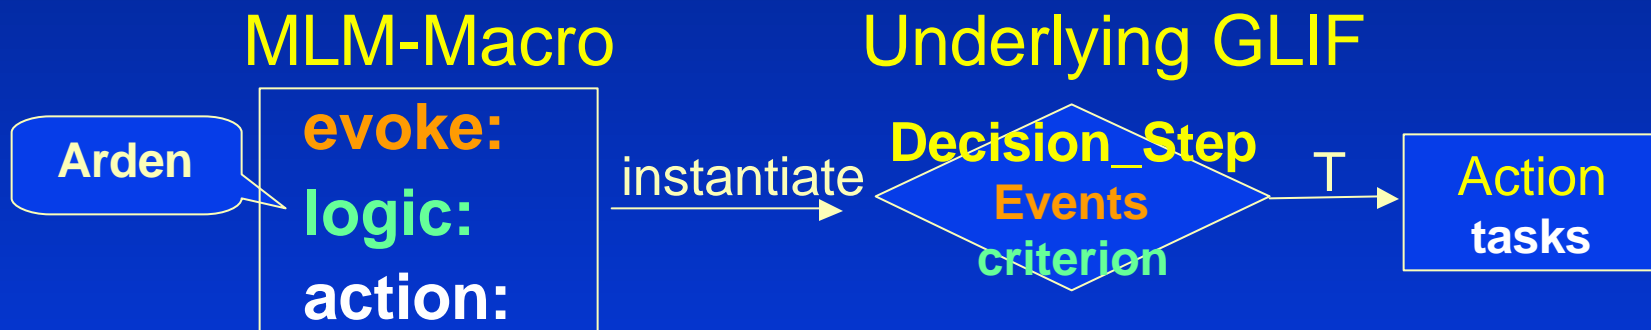 MLM-Macro
Underlying GLIF
Arden
evoke:
logic:
action:
instantiate
Decision_Step
Events
criterion
T
Action
tasks